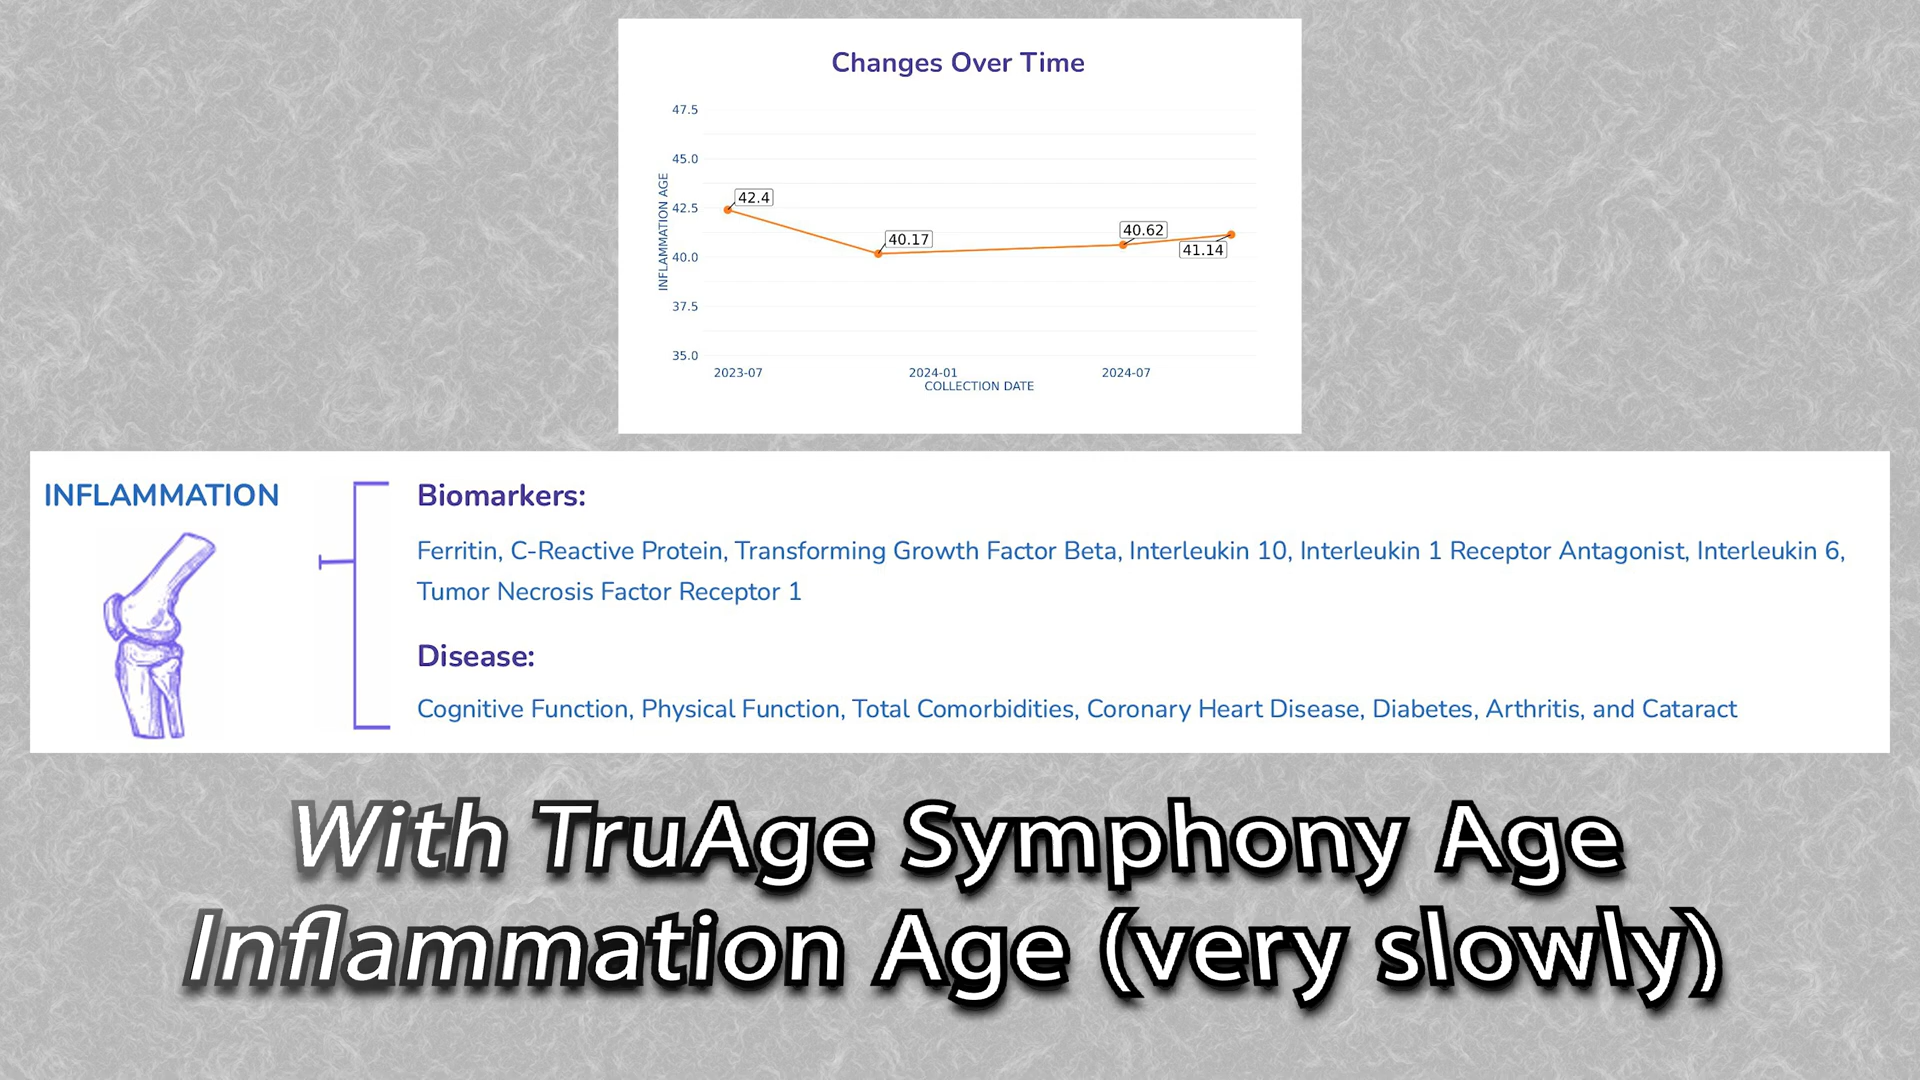 Changes Over Time
47.5
45.0
42.5
40.0
37.5
35.0
INFLAMMATION AGE
42.4
40.17
40.62
41.14
2023-07
2024-01
2024-07
COLLECTION DATE
INFLAMMATION
Biomarkers:
Ferritin, C-Reactive Protein, Transforming Growth Factor Beta, Interleukin 10, Interleukin 1 Receptor Antagonist, Interleukin 6,
Tumor Necrosis Factor Receptor 1
Disease:
Cognitive Function, Physical Function, Total Comorbidities, Coronary Heart Disease, Diabetes, Arthritis, and Cataract
With TruAge Symphony Age
Inflammation Age (very slowly)